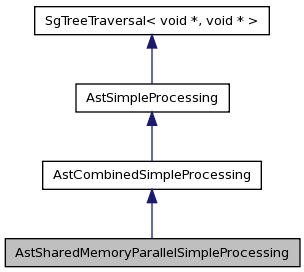 SgTreeTraversal< void *, void * >
AstSimpleProcessing
AstCombinedSimpleProcessing
AstSharedMemoryParallelSimpleProcessing